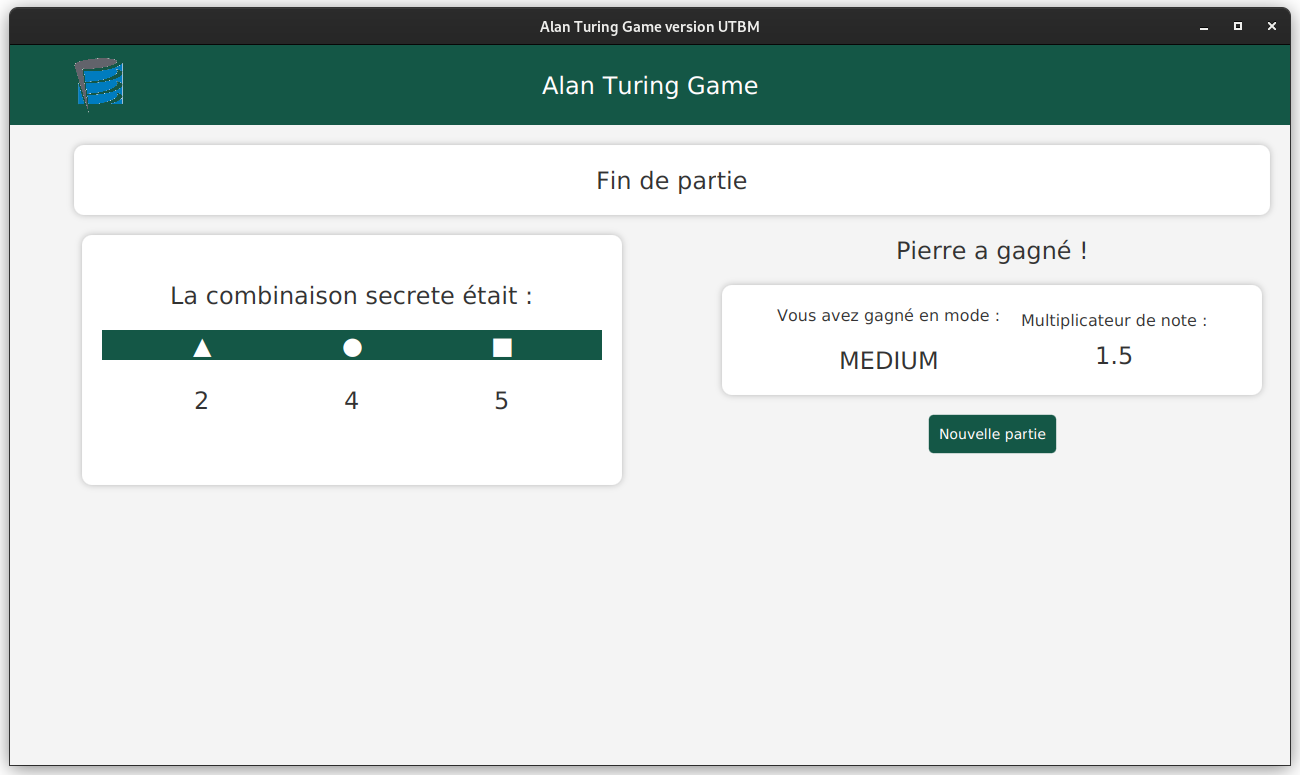 Alan Turing Game version UTBM
Alan Turing Game
Fin de partie
La combinaison secrete était :
▲ ● ■
2 4 5
Pierre a gagné !
Vous avez gagné en mode :
MEDIUM
Multiplicateur de note :
1.5
Nouvelle partie